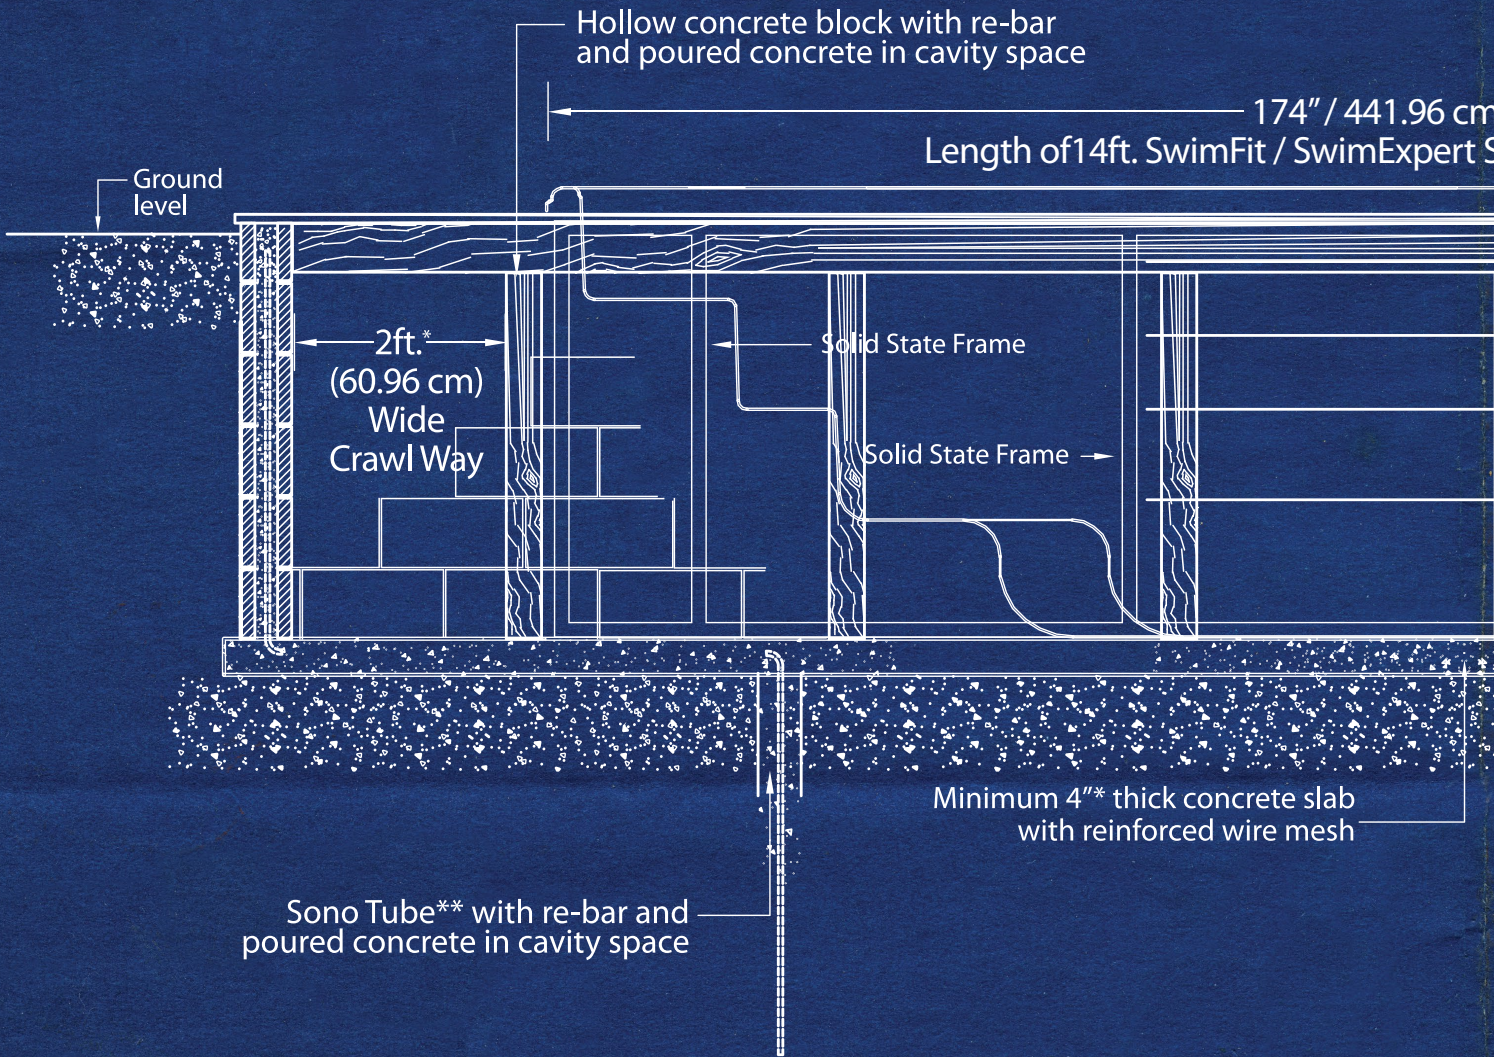 Hollow concrete block with re-bar
and poured concrete in cavity space
174″ / 441.96 cm
Length of14ft. SwimFit / SwimExpert S
Ground
level
2ft.*
(60.96 cm)
Wide
Crawl Way
Solid State Frame
Solid State Frame
Minimum 4″* thick concrete slab
with reinforced wire mesh
Sono Tube** with re-bar and
poured concrete in cavity space